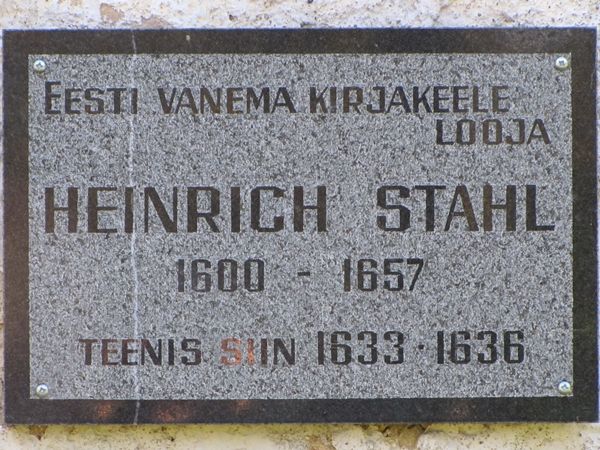 EESTI VANEMA KIRJAKEELE
LOOJA
HEINRICH STAHL
1600 - 1657
TEENIS SIIN 1633 · 1636